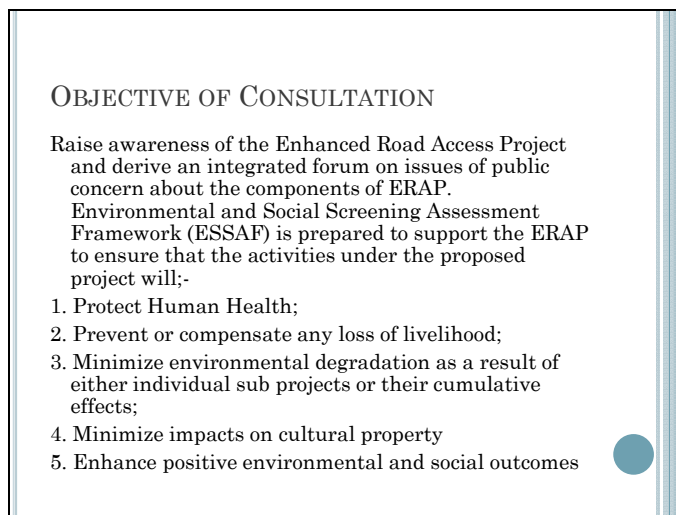 OBJECTIVE OF CONSULTATION
Raise awareness of the Enhanced Road Access Project
and derive an integrated forum on issues of public
concern about the components of ERAP.
Environmental and Social Screening Assessment
Framework (ESSAF) is prepared to support the ERAP
to ensure that the activities under the proposed
project will;-
1. Protect Human Health;
2. Prevent or compensate any loss of livelihood;
3. Minimize environmental degradation as a result of
either individual sub projects or their cumulative
effects;
4. Minimize impacts on cultural property
5. Enhance positive environmental and social outcomes